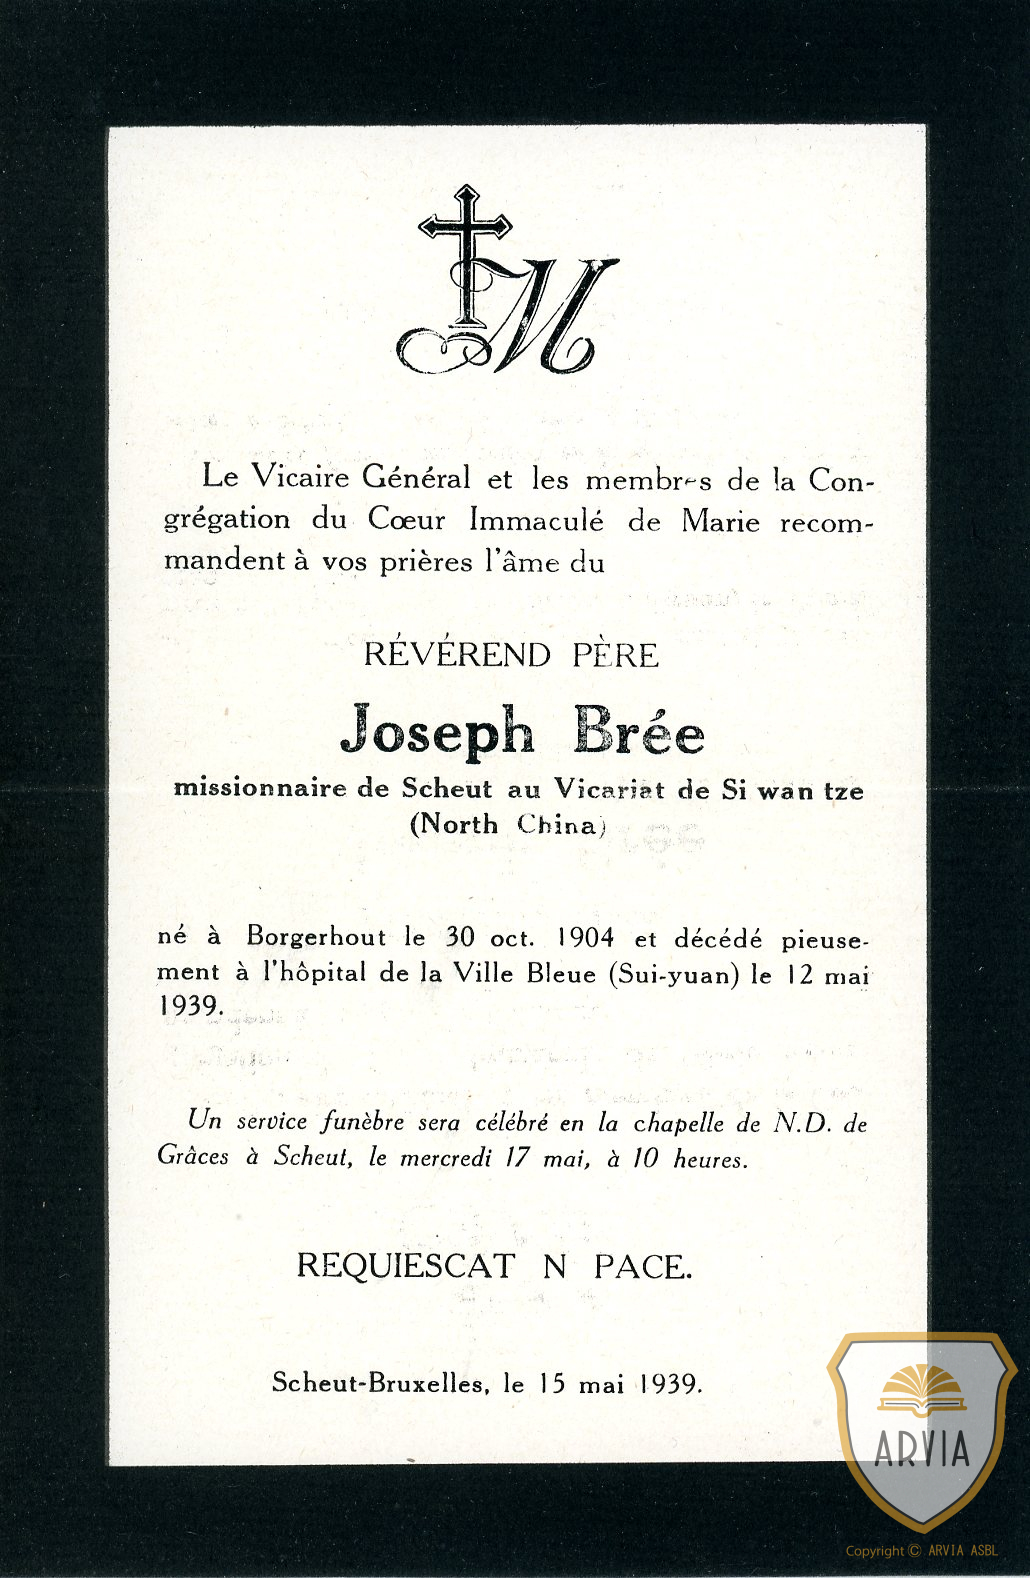 M
Le Vicaire Général et les membres de la Con-
grégation du Cœur Immaculé de Marie recom-
mandent à vos prières l'âme du
RÉVÉREND PÈRE
Joseph Brée
missionnaire de Scheut au Vicariat de Si wan tze
(North China)
né à Borgerhout le 30 oct. 1904 et décédé pieuse-
ment à l'hôpital de la Ville Bleue (Sui-yuan) le 12 mai
1939.
Un service funèbre sera célébré en la chapelle de N.D. de
Grâces à Scheut, le mercredi 17 mai, à 10 heures.
REQUIESCAT N PACE.
Scheut-Bruxelles, le 15 mai 1939.
ARVIA
Copyright © ARVIA ASBL